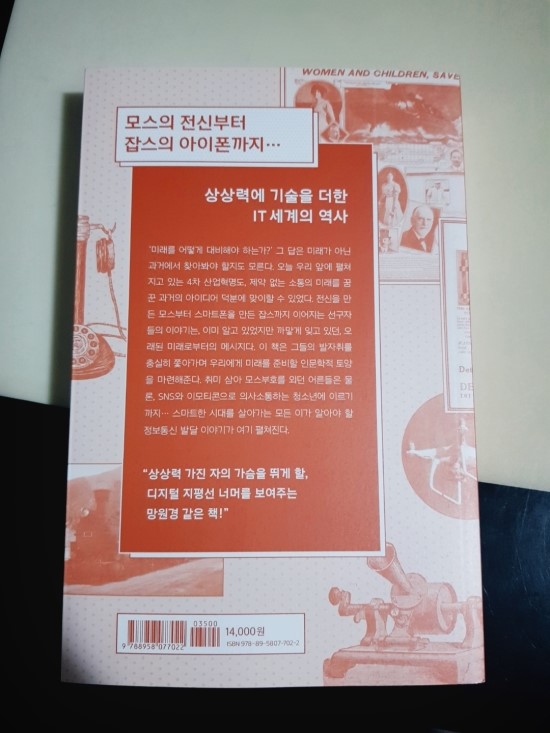 WOMEN AND CHILDREN, SAVE
모스의 전신부터
잡스의 아이폰까지…
상상력에 기술을 더한
IT 세계의 역사
'미래를 어떻게 대비해야 하는가?' 그 답은 미래가 아닌
과거에서 찾아봐야 할지도 모른다. 오늘 우리 앞에 펼쳐
지고 있는 4차 산업혁명도, 제약 없는 소통의 미래를 꿈
꾼 과거의 아이디어 덕분에 맞이할 수 있었다. 전신을 만
든 모스부터 스마트폰을 만든 잡스까지 이어지는 선구자
들의 이야기는, 이미 알고 있었지만 까맣게 잊고 있던, 오
래된 미래로부터의 메시지다. 이 책은 그들의 발자취를
충실히 쫓아가며 우리에게 미래를 준비할 인문학적 토양
을 마련해준다. 취미 삼아 모스부호를 외던 어른들은 물
론, SNS와 이모티콘으로 의사소통하는 청소년에 이르기
까지… 스마트한 시대를 살아가는 모든 이가 알아야 할
정보통신 발달 이야기가 여기 펼쳐진다.
"상상력 가진 자의 가슴을 뛰게 할,
디지털 지평선 너머를 보여주는
망원경 같은 책!"
03500
14,000원
9 788958 077022
ISBN 978-89-5807-702-2